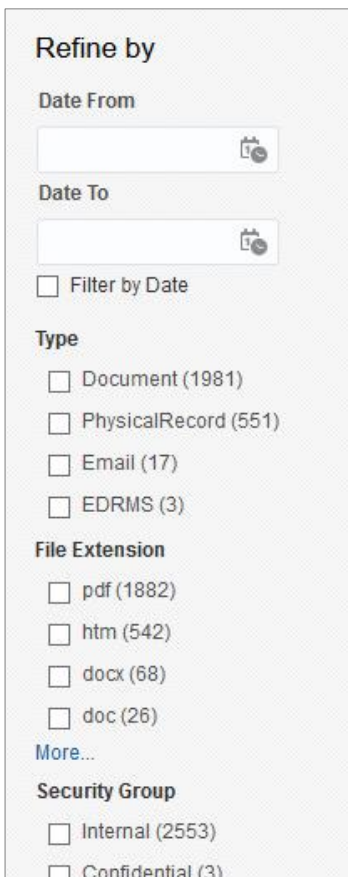 Refine by
Date From
Date To
Filter by Date
Type
Document (1981)
PhysicalRecord (551)
Email (17)
EDRMS (3)
File Extension
pdf (1882)
htm (542)
docx (68)
doc (26)
More...
Security Group
Internal (2553)
Confidential (3)